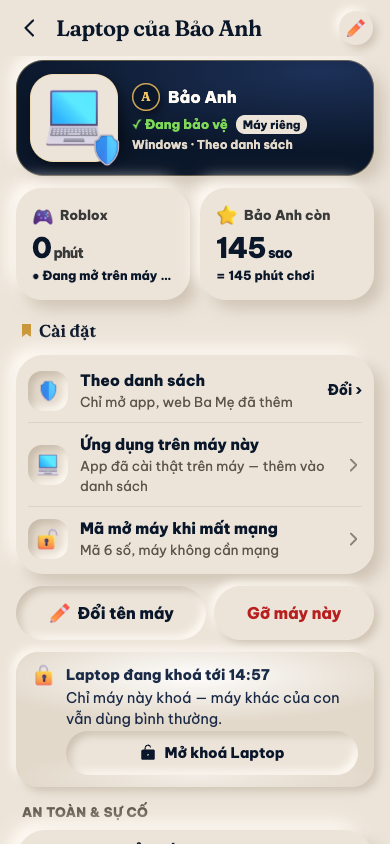 Laptop của Bảo Anh
A Bảo Anh
✓ Đang bảo vệ Máy riêng
Windows · Theo danh sách
Roblox
0 phút
• Đang mở trên máy ...
Bảo Anh còn
145 sao
= 145 phút chơi
Cài đặt
Theo danh sách
Chỉ mở app, web Ba Mẹ đã thêm
Đổi ›
Ứng dụng trên máy này
App đã cài thật trên máy — thêm vào
danh sách
Mã mở máy khi mất mạng
Mã 6 số, máy không cần mạng
Đổi tên máy
Gỡ máy này
Laptop đang khoá tới 14:57
Chỉ máy này khoá — máy khác của con
vẫn dùng bình thường.
Mở khoá Laptop
AN TOÀN & SỰ CỐ